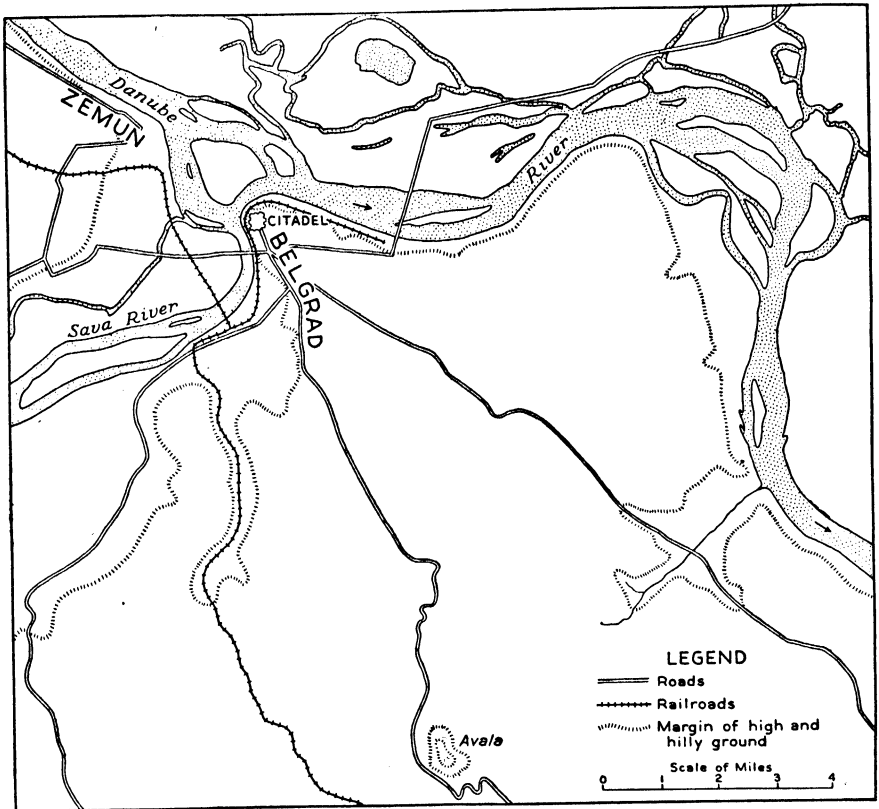 Danube
ZEMUN
River
CITADEL
BELGRAD
Sava River
Avala
LEGEND
Roads
Railroads
Margin of high and
hilly ground
Scale of Miles
0 1 2 3 4